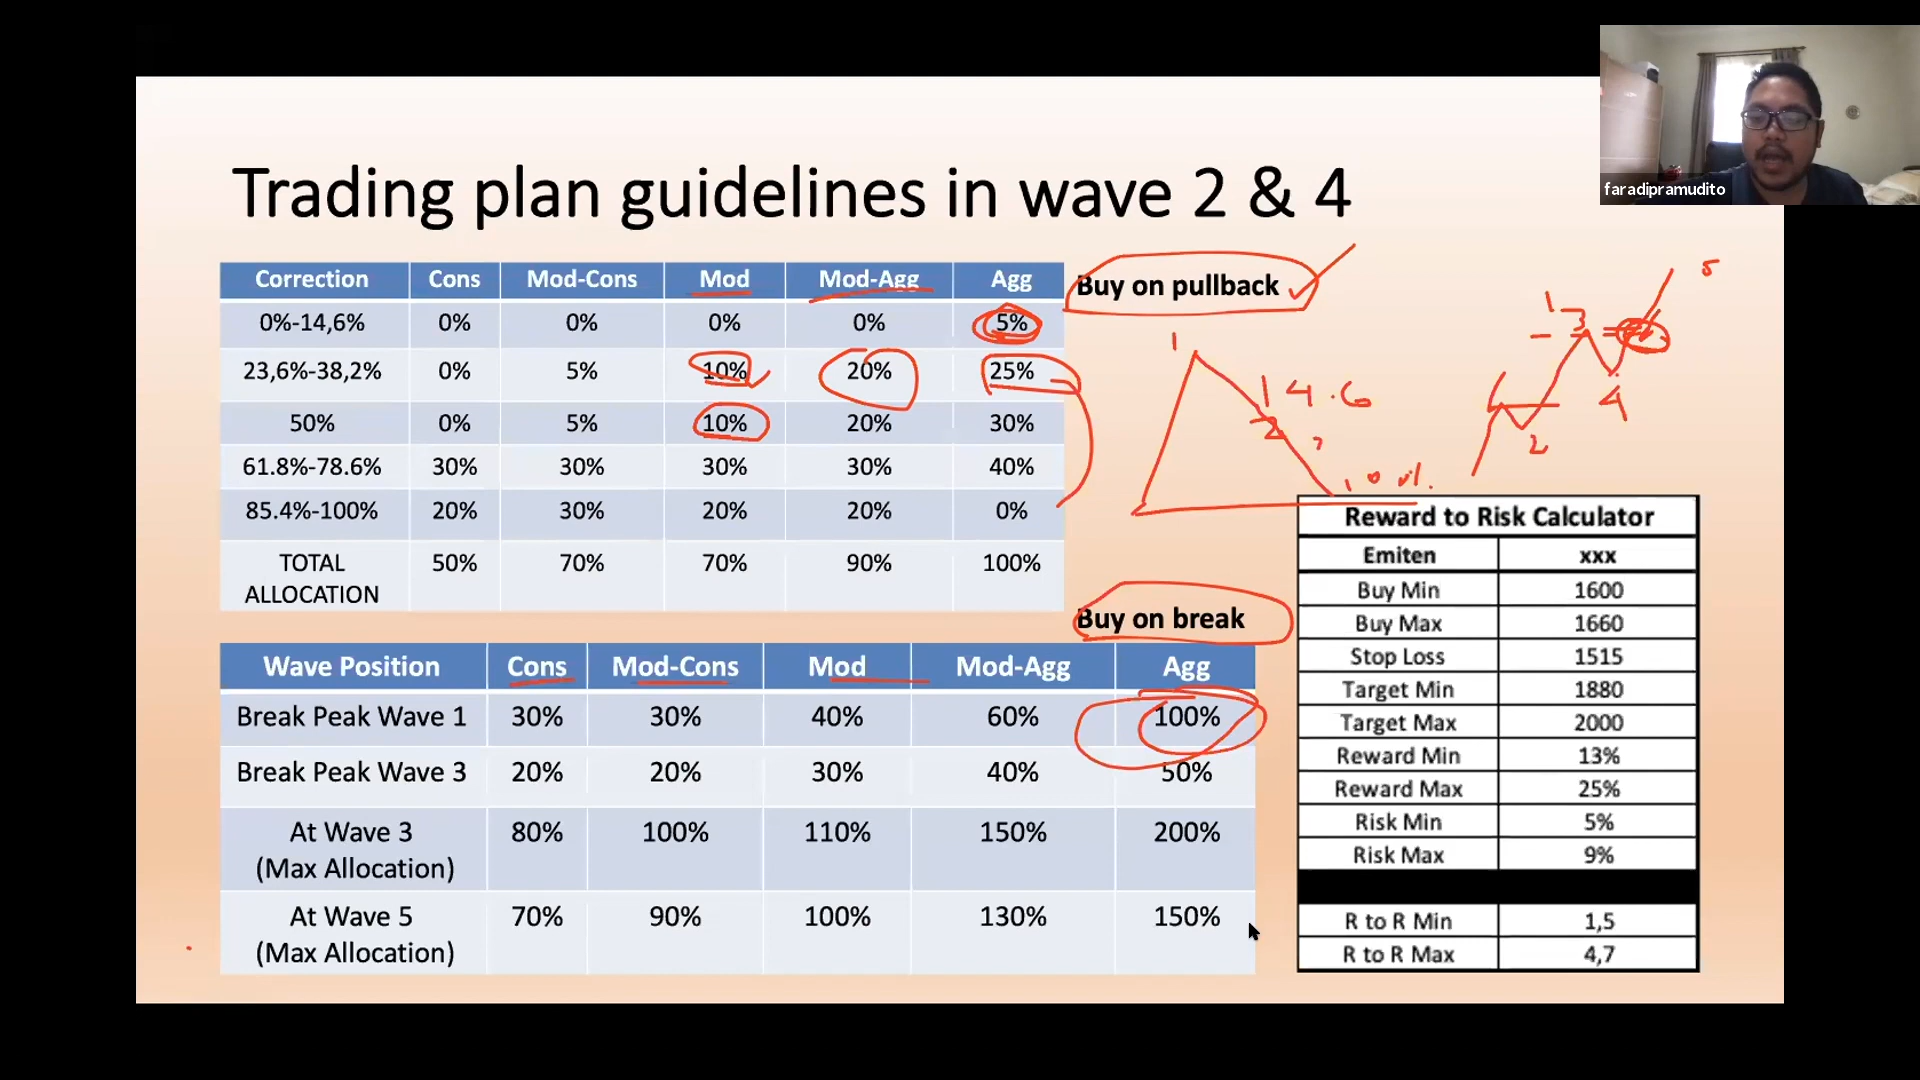 faradipramudito
Trading plan guidelines in wave 2 & 4
Correction Cons Mod-Cons Mod Mod-Agg Agg
0%-14,6% 0% 0% 0% 0% 5%
23,6%-38,2% 0% 5% 10% 20% 25%
50% 0% 5% 10% 20% 30%
61.8%-78.6% 30% 30% 30% 30% 40%
85.4%-100% 20% 30% 20% 20% 0%
TOTAL ALLOCATION 50% 70% 70% 90% 100%
Buy on pullback
1
14.6
2
?
100%.
1
3
5
2
4
Buy on break
Wave Position Cons Mod-Cons Mod Mod-Agg Agg
Break Peak Wave 1 30% 30% 40% 60% 100%
Break Peak Wave 3 20% 20% 30% 40% 50%
At Wave 3 80% 100% 110% 150% 200%
(Max Allocation)
At Wave 5 70% 90% 100% 130% 150%
(Max Allocation)
Reward to Risk Calculator
Emiten xxx
Buy Min 1600
Buy Max 1660
Stop Loss 1515
Target Min 1880
Target Max 2000
Reward Min 13%
Reward Max 25%
Risk Min 5%
Risk Max 9%
R to R Min 1,5
R to R Max 4,7